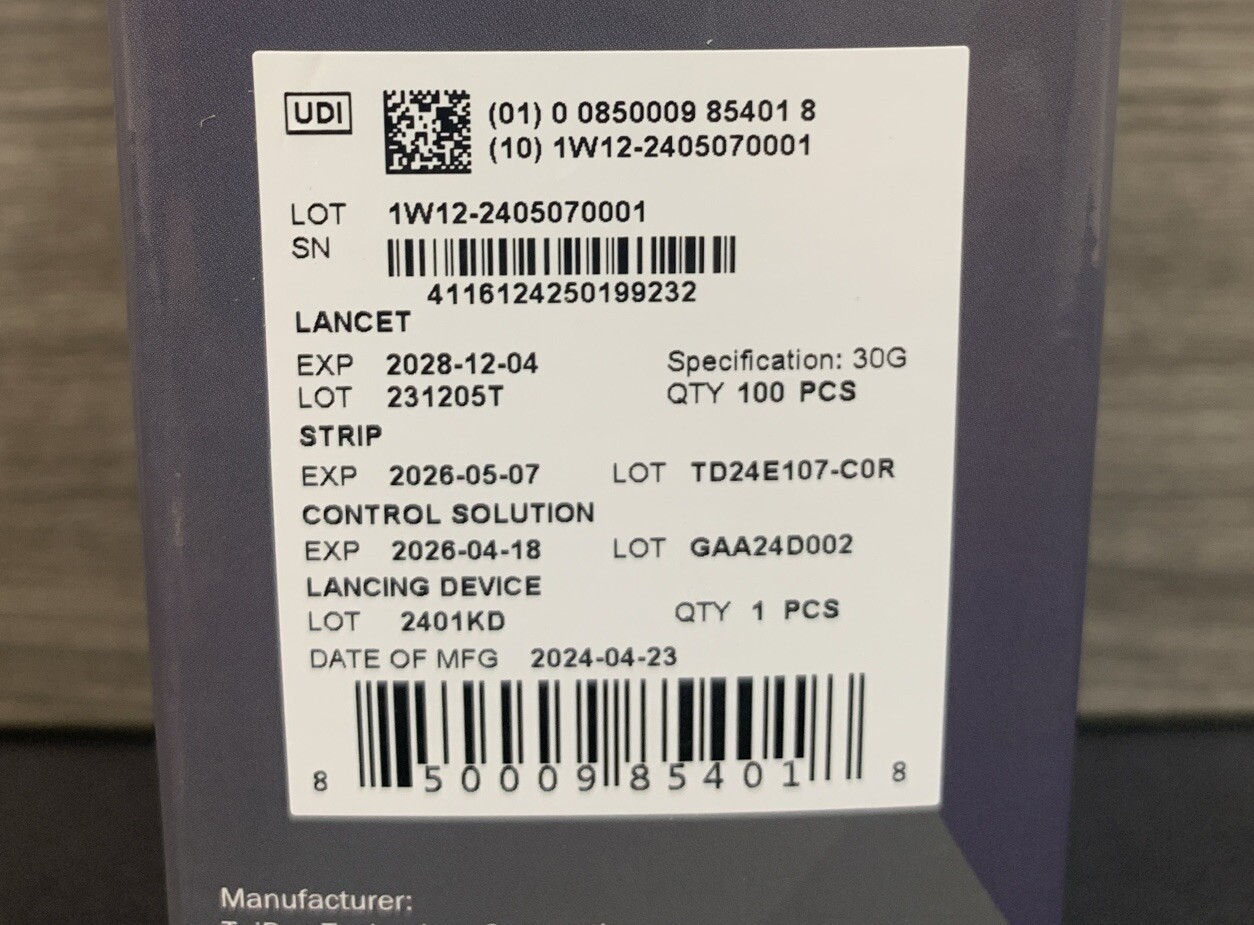 UDI
(01) 0 0850009 85401 8
(10) 1W12-2405070001
LOT 1W12-2405070001
SN
4116124250199232
LANCET
EXP 2028-12-04 Specification: 30G
LOT 231205T QTY 100 PCS
STRIP
EXP 2026-05-07 LOT TD24E107-C0R
CONTROL SOLUTION
EXP 2026-04-18 LOT GAA24D002
LANCING DEVICE
LOT 2401KD QTY 1 PCS
DATE OF MFG 2024-04-23
8 50009 85401 8
Manufacturer: